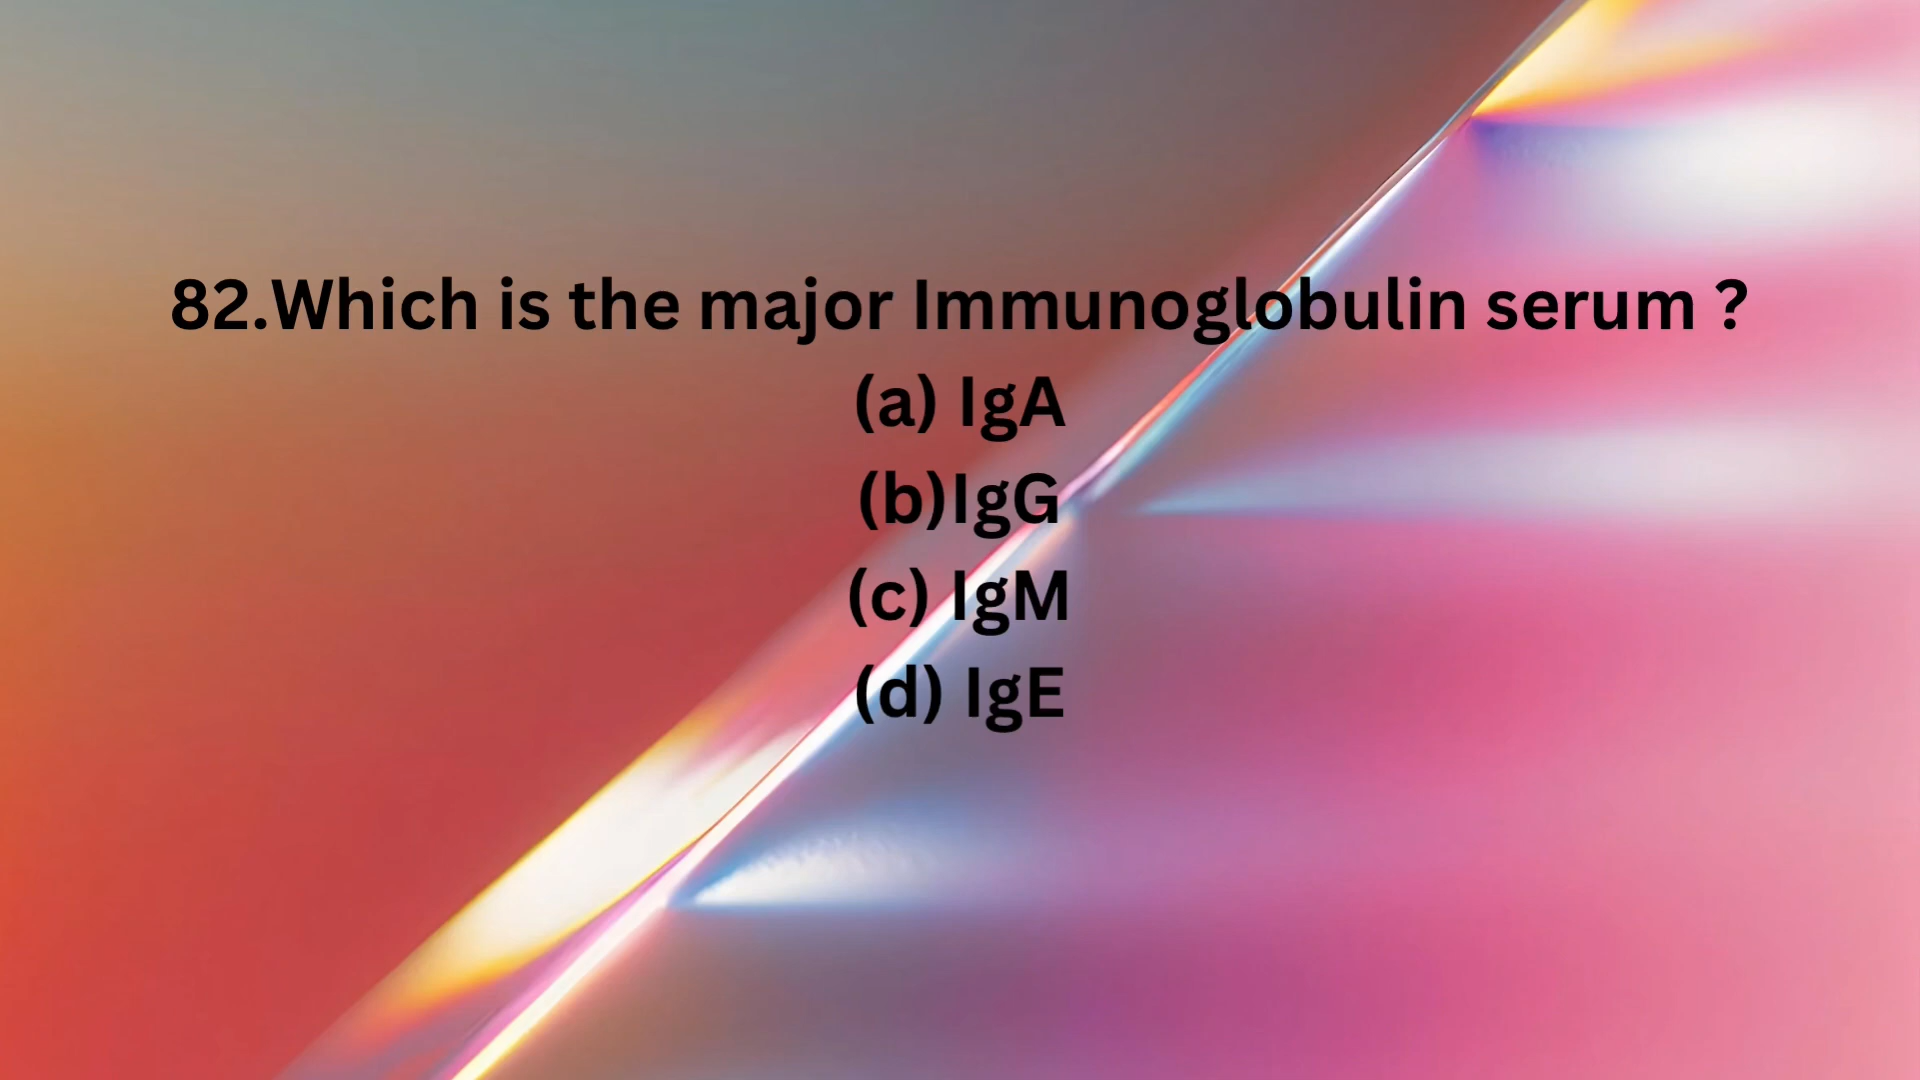 82.Which is the major Immunoglobulin serum ?
(a) IgA
(b)IgG
(c) IgM
(d) IgE